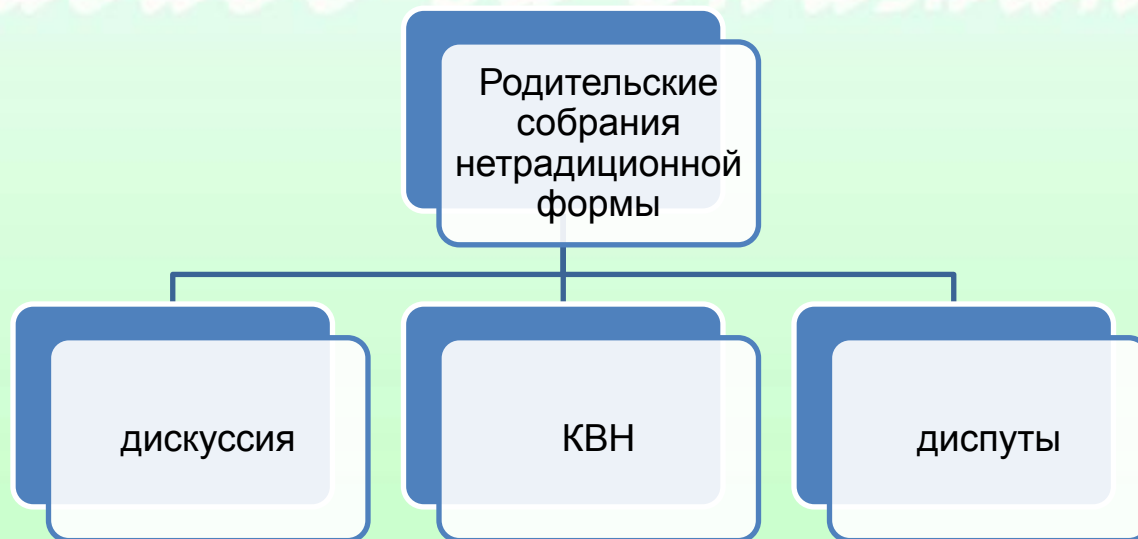 Родительские
собрания
нетрадиционной
формы
дискуссия
КВН
диспуты